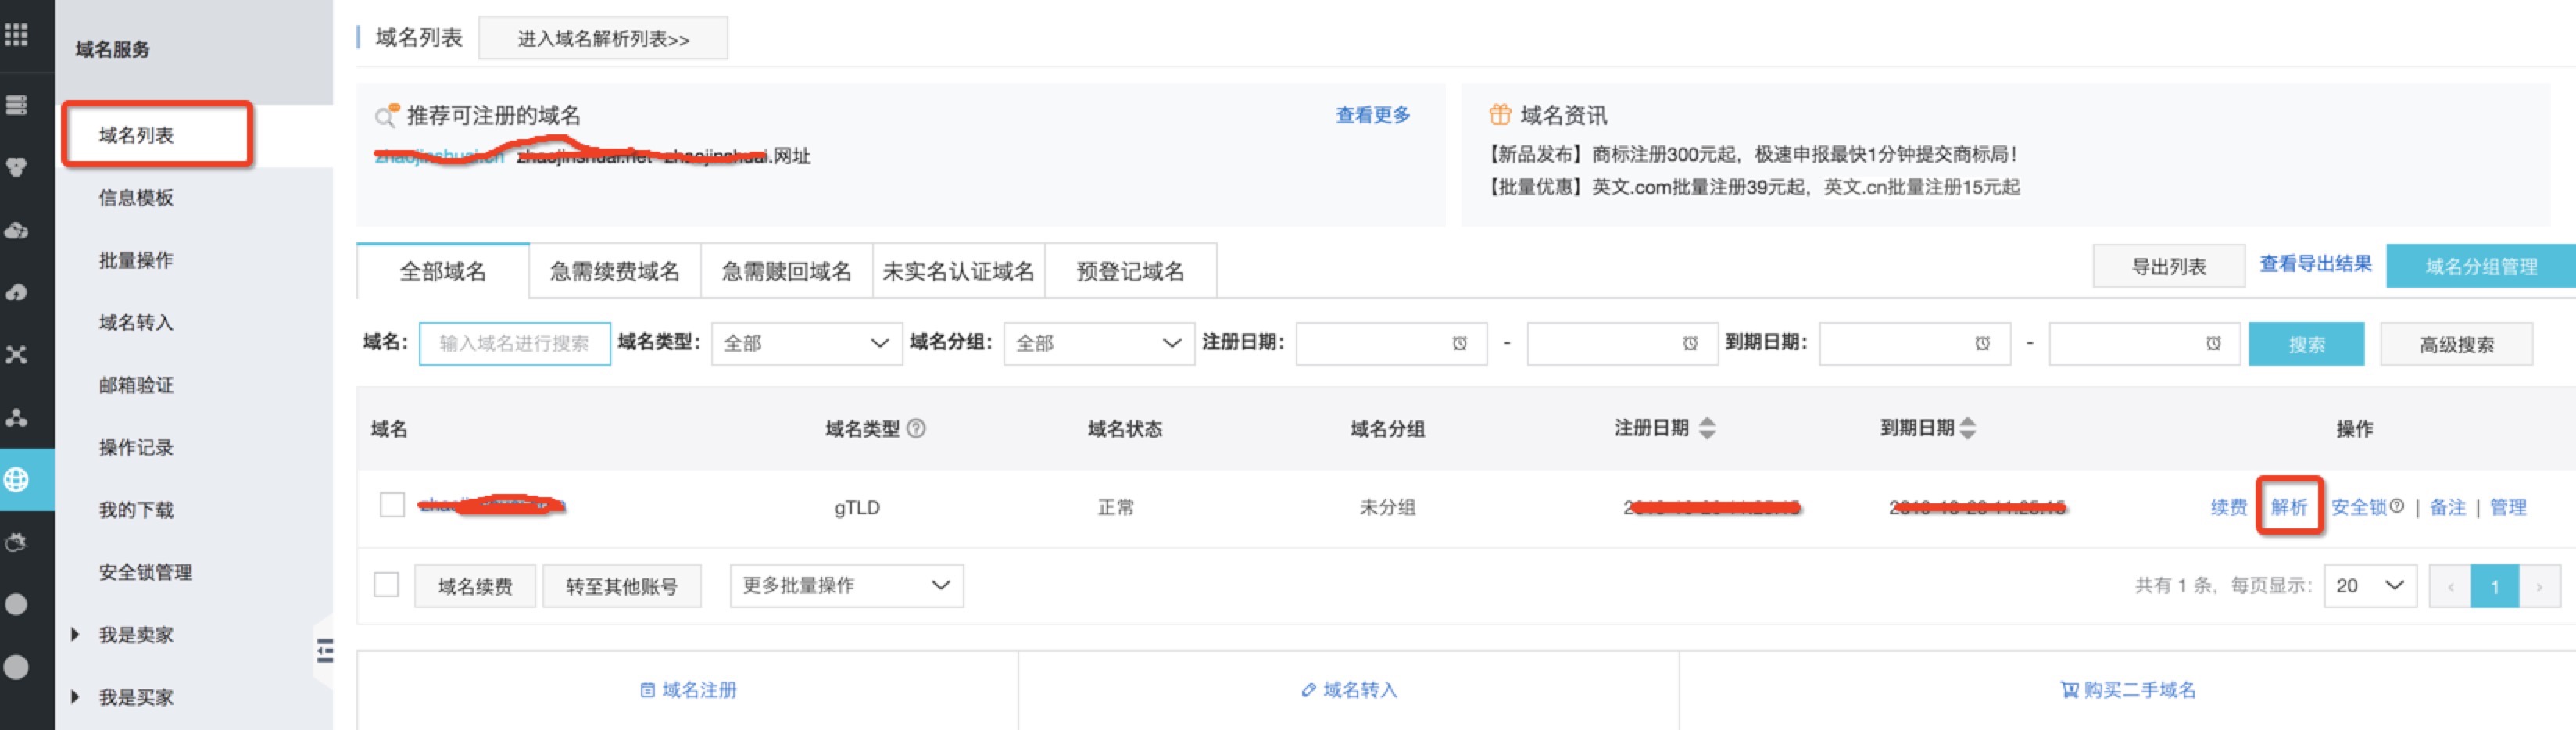 域名服务
域名列表
信息模板
批量操作
域名转入
邮箱验证
操作记录
我的下载
安全锁管理
我是卖家
我是买家
域名列表 进入域名解析列表>>
推荐可注册的域名 查看更多
zhaojinshuai.cn zhaojinshuai.net zhaojinshuai.网址
域名资讯
【新品发布】商标注册300元起，极速申报最快1分钟提交商标局！
【批量优惠】英文.com批量注册39元起，英文.cn批量注册15元起
全部域名 急需续费域名 急需赎回域名 未实名认证域名 预登记域名 导出列表 查看导出结果 域名分组管理
域名： 输入域名进行搜索 域名类型： 全部 域名分组： 全部 注册日期： - 到期日期： - 搜索 高级搜索
域名 域名类型 域名状态 域名分组 注册日期 到期日期 操作
gTLD 正常 未分组 续费 解析 安全锁 | 备注 | 管理
域名续费 转至其他账号 更多批量操作 共有 1 条，每页显示： 20 ‹ 1 ›
域名注册 域名转入 购买二手域名